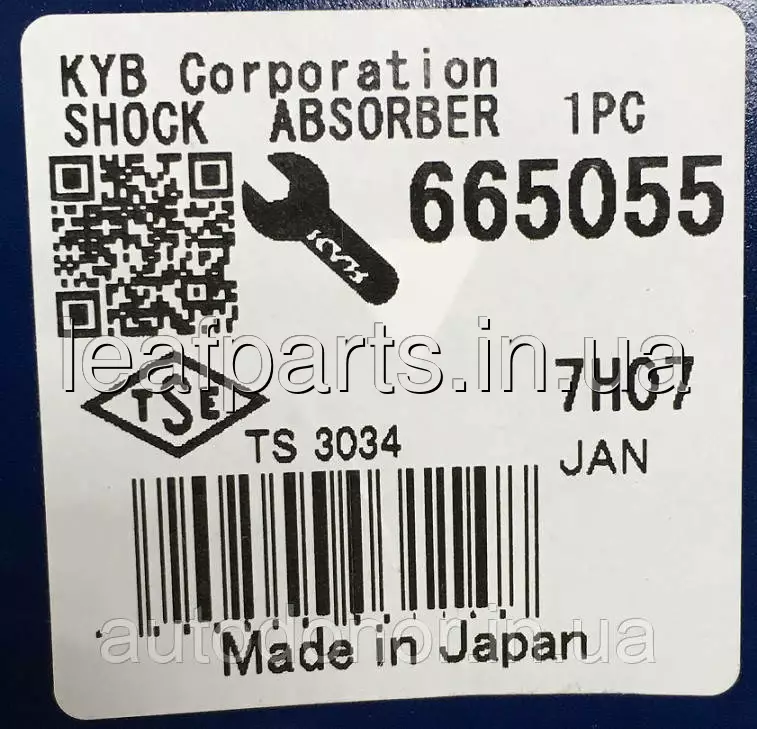 KYB Corporation
SHOCK ABSORBER 1PC
665055
leafparts.in.ua
TSE
7H07
TS 3034
JAN
autodonor.in.ua
Made in Japan